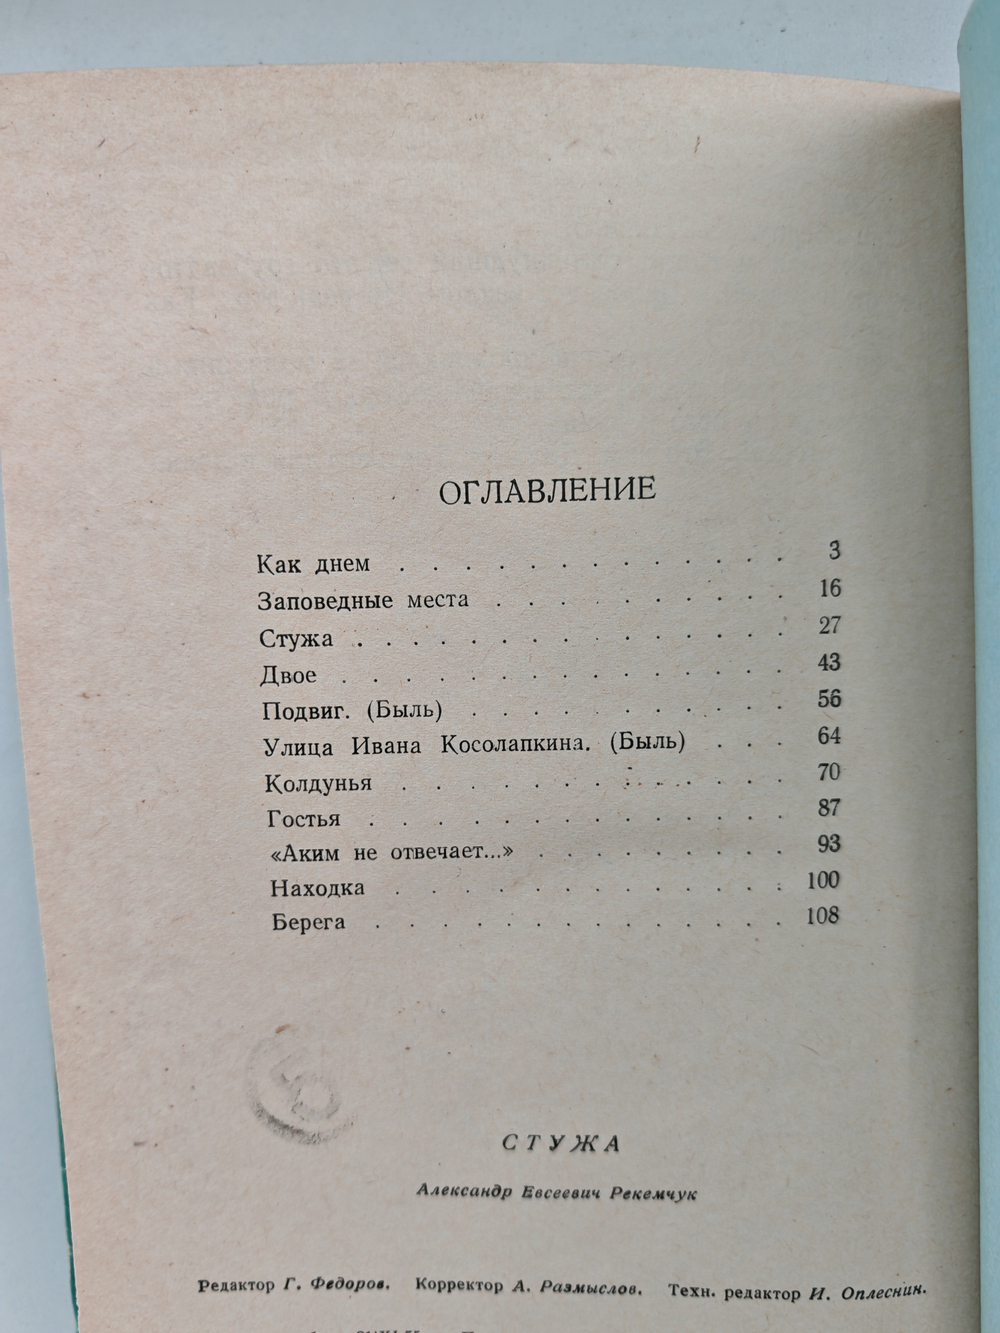 ОГЛАВЛЕНИЕ
Как днем . . . . . . . . . . . . . 3
Заповедные места . . . . . . . . . . 16
Стужа . . . . . . . . . . . . . . 27
Двое . . . . . . . . . . . . . . 43
Подвиг. (Быль) . . . . . . . . . . 56
Улица Ивана Косолапкина. (Быль) . . . 64
Колдунья . . . . . . . . . . . . 70
Гостья . . . . . . . . . . . . . 87
«Аким не отвечает...» . . . . . . . . 93
Находка . . . . . . . . . . . . 100
Берега . . . . . . . . . . . . . 108
СТУЖА
Александр Евсеевич Рекемчук
Редактор Г. Федоров. Корректор А. Размыслов. Техн. редактор И. Оплеснин.